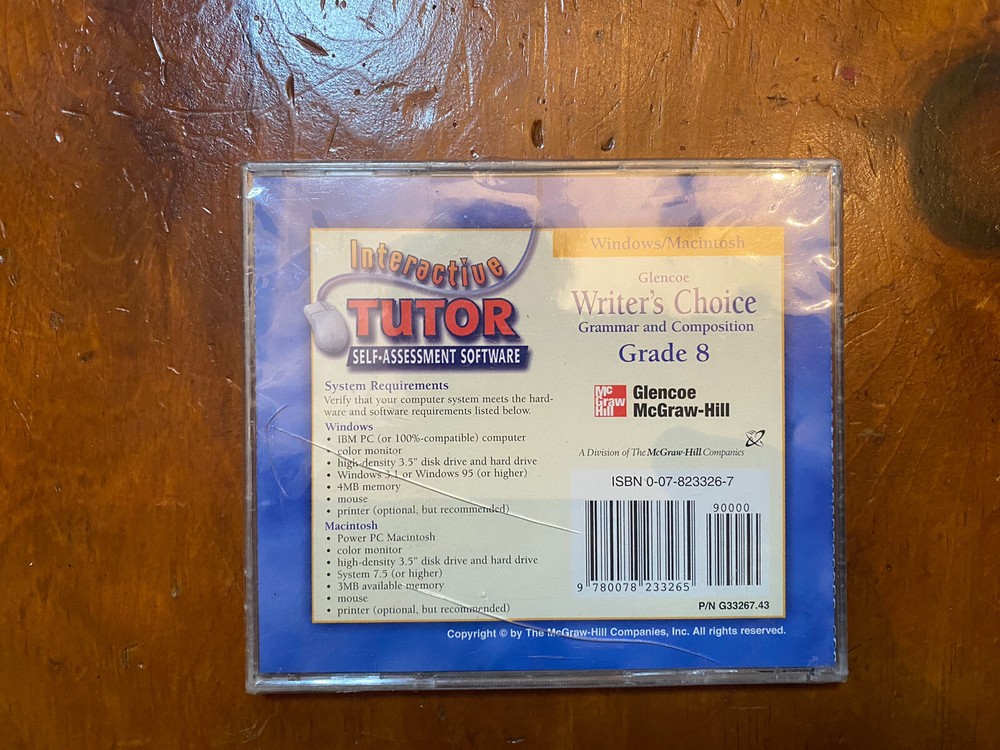 Interactive
TUTOR
SELF-ASSESSMENT SOFTWARE
System Requirements
Verify that your computer system meets the hard-
ware and software requirements listed below.
Windows
• IBM PC (or 100%-compatible) computer
• color monitor
• high-density 3.5" disk drive and hard drive
• Windows 3.1 or Windows 95 (or higher)
• 4MB memory
• mouse
• printer (optional, but recommended)
Macintosh
• Power PC Macintosh
• color monitor
• high-density 3.5" disk drive and hard drive
• System 7.5 (or higher)
• 3MB available memory
• mouse
• printer (optional, but recommended)
Windows/Macintosh
Glencoe
Writer's Choice
Grammar and Composition
Grade 8
Mc
Graw
Hill
Glencoe
McGraw-Hill
A Division of The McGraw-Hill Companies
ISBN 0-07-823326-7
90000
9 780078 233265
P/N G33267.43
Copyright © by The McGraw-Hill Companies, Inc. All rights reserved.